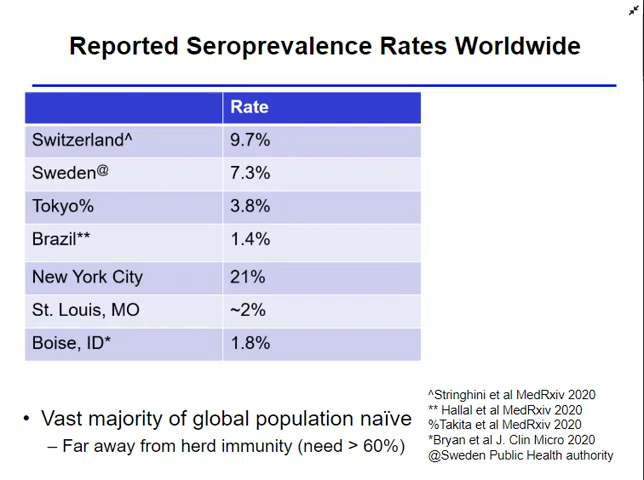 Reported Seroprevalence Rates Worldwide
Rate
Switzerland^ 9.7%
Sweden@ 7.3%
Tokyo% 3.8%
Brazil** 1.4%
New York City 21%
St. Louis, MO ~2%
Boise, ID* 1.8%
• Vast majority of global population naïve
– Far away from herd immunity (need > 60%)
^Stringhini et al MedRxiv 2020
** Hallal et al MedRxiv 2020
%Takita et al MedRxiv 2020
*Bryan et al J. Clin Micro 2020
@Sweden Public Health authority